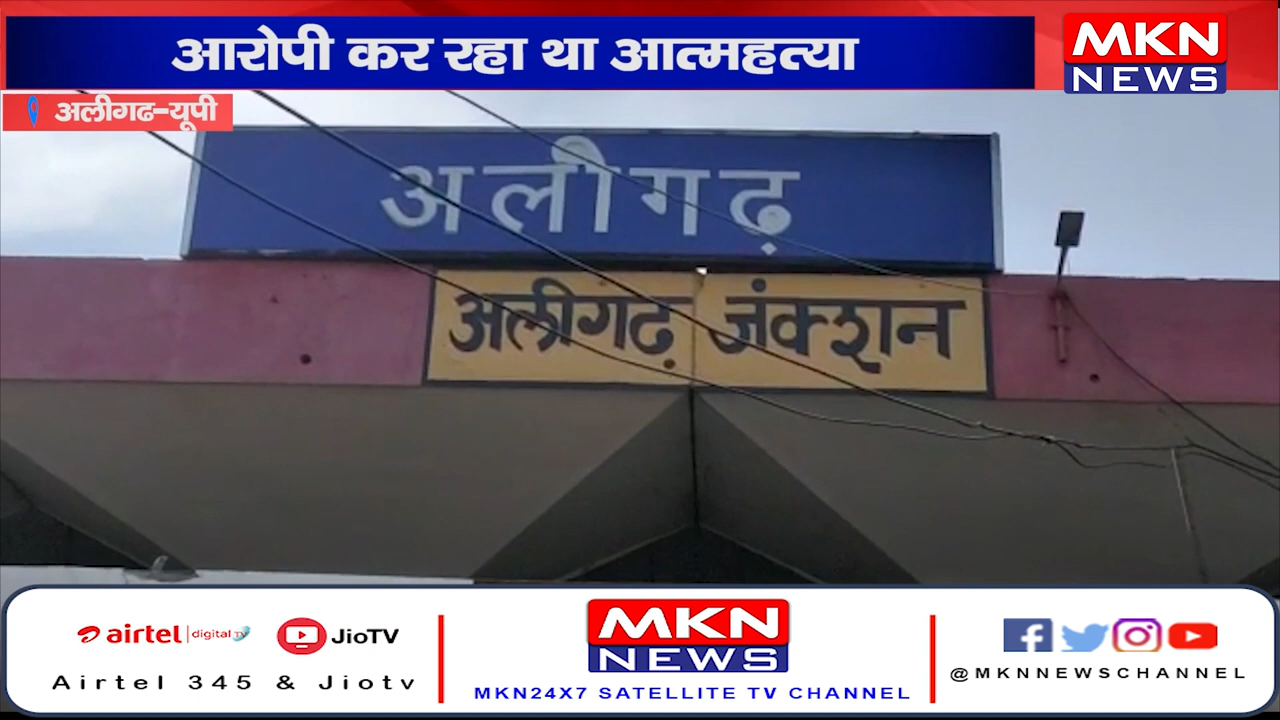 आरोपी कर रहा था आत्महत्या
MKN
NEWS
अलीगढ-यूपी
अलीगढ़
अलीगढ़ जंक्शन
airtel digital TV
JioTV
Airtel 345 & Jiotv
MKN
NEWS
MKN24X7 SATELLITE TV CHANNEL
@MKNNEWSCHANNEL